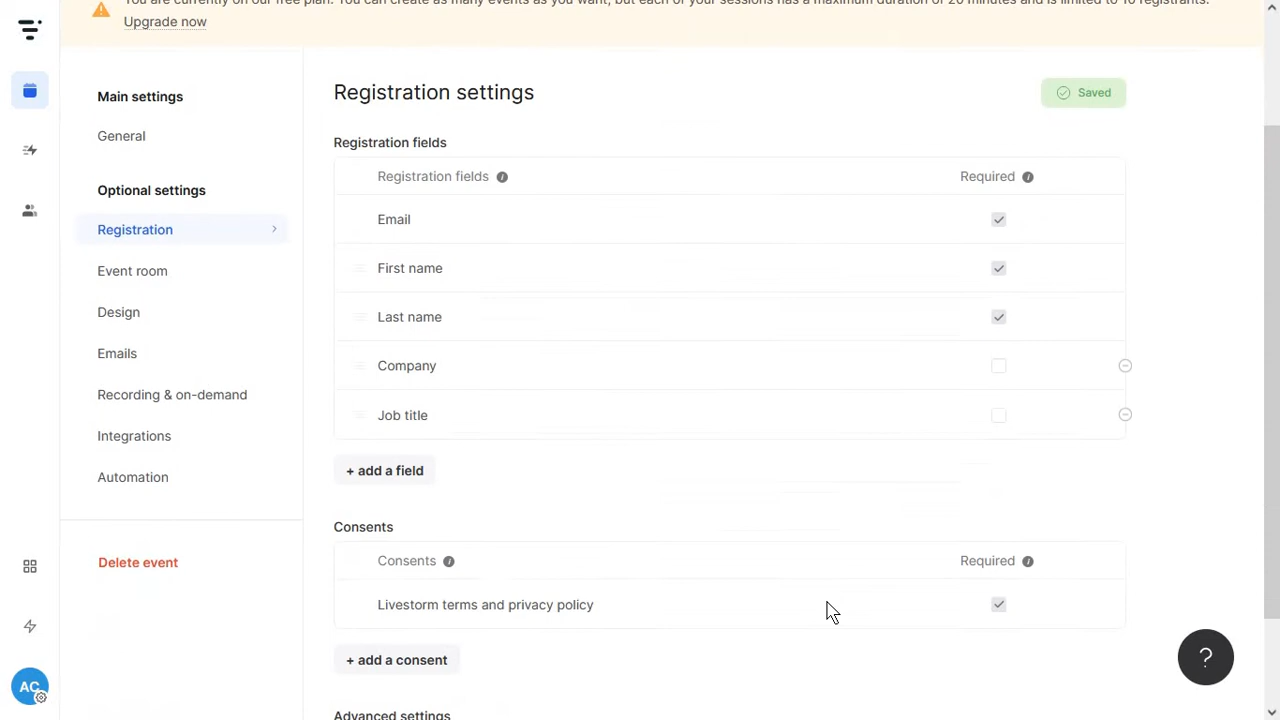 You are currently on our free plan. You can create as many events as you want, but each of your sessions has a maximum duration of 20 minutes and is limited to 10 registrants.
Upgrade now
Main settings
General
Optional settings
Registration
Event room
Design
Emails
Recording & on-demand
Integrations
Automation
Delete event
AC
Registration settings
Saved
Registration fields
Registration fields Required
Email
First name
Last name
Company
Job title
+ add a field
Consents
Consents Required
Livestorm terms and privacy policy
+ add a consent
Advanced settings
?